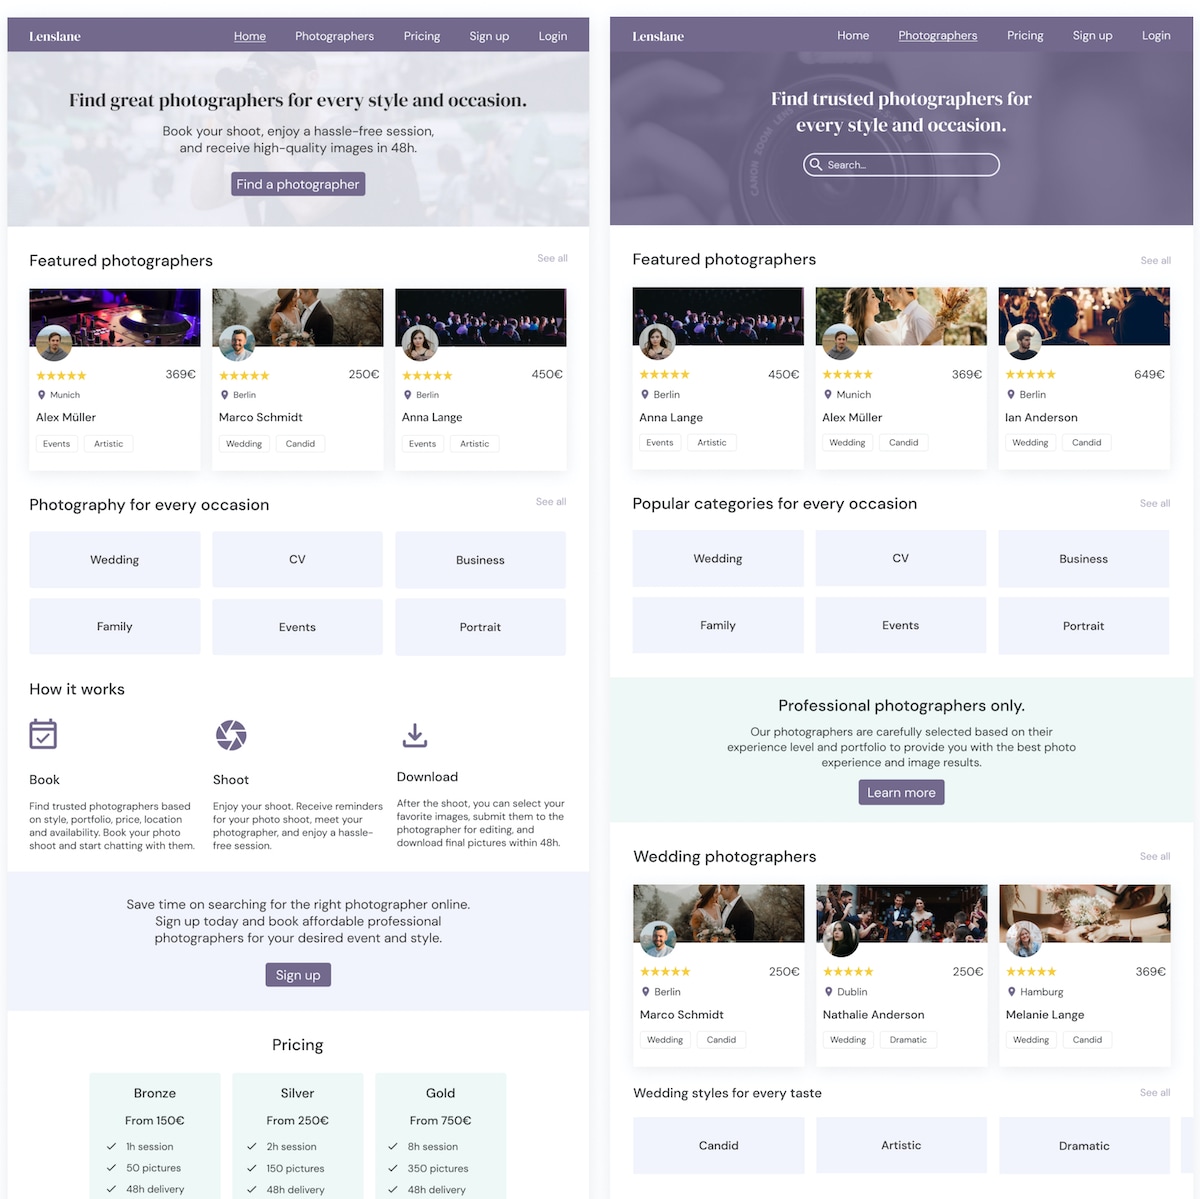 Lenslane
Home Photographers Pricing Sign up Login
Find great photographers for every style and occasion.
Book your shoot, enjoy a hassle-free session,
and receive high-quality images in 48h.
Find a photographer
Featured photographers
See all
369€
Munich
Alex Müller
Events Artistic
250€
Berlin
Marco Schmidt
Wedding Candid
450€
Berlin
Anna Lange
Events Artistic
Photography for every occasion
See all
Wedding CV Business
Family Events Portrait
How it works
Book
Find trusted photographers based
on style, portfolio, price, location
and availability. Book your photo
shoot and start chatting with them.
Shoot
Enjoy your shoot. Receive reminders
for your photo shoot, meet your
photographer, and enjoy a hassle-
free session.
Download
After the shoot, you can select your
favorite images, submit them to the
photographer for editing, and
download final pictures within 48h.
Save time on searching for the right photographer online.
Sign up today and book affordable professional
photographers for your desired event and style.
Sign up
Pricing
Bronze
From 150€
1h session
50 pictures
48h delivery
Silver
From 250€
2h session
150 pictures
48h delivery
Gold
From 750€
8h session
350 pictures
48h delivery
Lenslane
Home Photographers Pricing Sign up Login
Find trusted photographers for
every style and occasion.
Search...
CANON ZOOM LENS
Featured photographers
See all
450€
Berlin
Anna Lange
Events Artistic
369€
Munich
Alex Müller
Wedding Candid
649€
Berlin
Ian Anderson
Wedding Candid
Popular categories for every occasion
See all
Wedding CV Business
Family Events Portrait
Professional photographers only.
Our photographers are carefully selected based on their
experience level and portfolio to provide you with the best photo
experience and image results.
Learn more
Wedding photographers
See all
250€
Berlin
Marco Schmidt
Wedding Candid
250€
Dublin
Nathalie Anderson
Wedding Dramatic
369€
Hamburg
Melanie Lange
Wedding Candid
Wedding styles for every taste
See all
Candid Artistic Dramatic